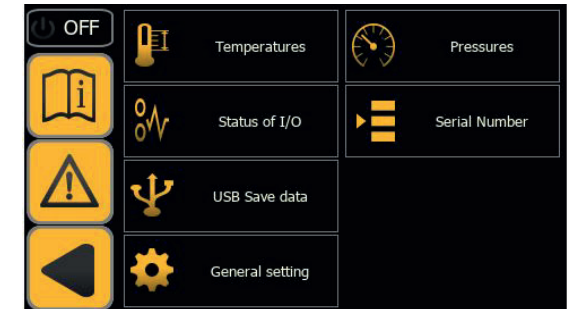 OFF
Temperatures
Pressures
Status of I/O
Serial Number
USB Save data
General setting
i